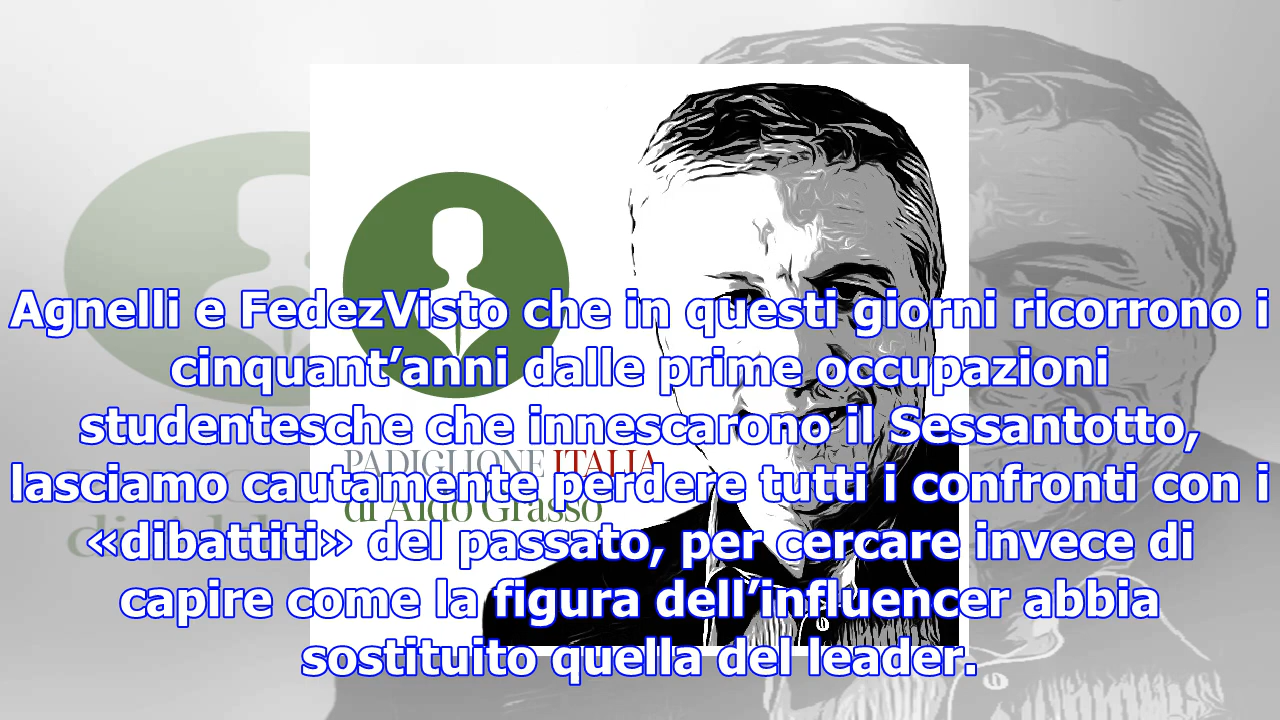 Agnelli e FedezVisto che in questi giorni ricorrono i
cinquant’anni dalle prime occupazioni
studentesche che innescarono il Sessantotto,
lasciamo cautamente perdere tutti i confronti con i
«dibattiti» del passato, per cercare invece di
capire come la figura dell’influencer abbia
sostituito quella del leader.
PADIGLIONE ITALIA
di Aldo Grasso